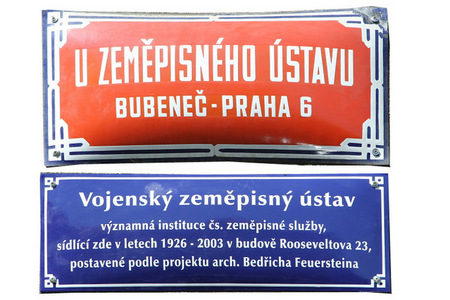 U ZEMĚPISNÉHO ÚSTAVU
BUBENEČ - PRAHA 6
Vojenský zeměpisný ústav
významná instituce čs. zeměpisné služby,
sídlící zde v letech 1926 - 2003 v budově Rooseveltova 23,
postavené podle projektu arch. Bedřicha Feuersteina